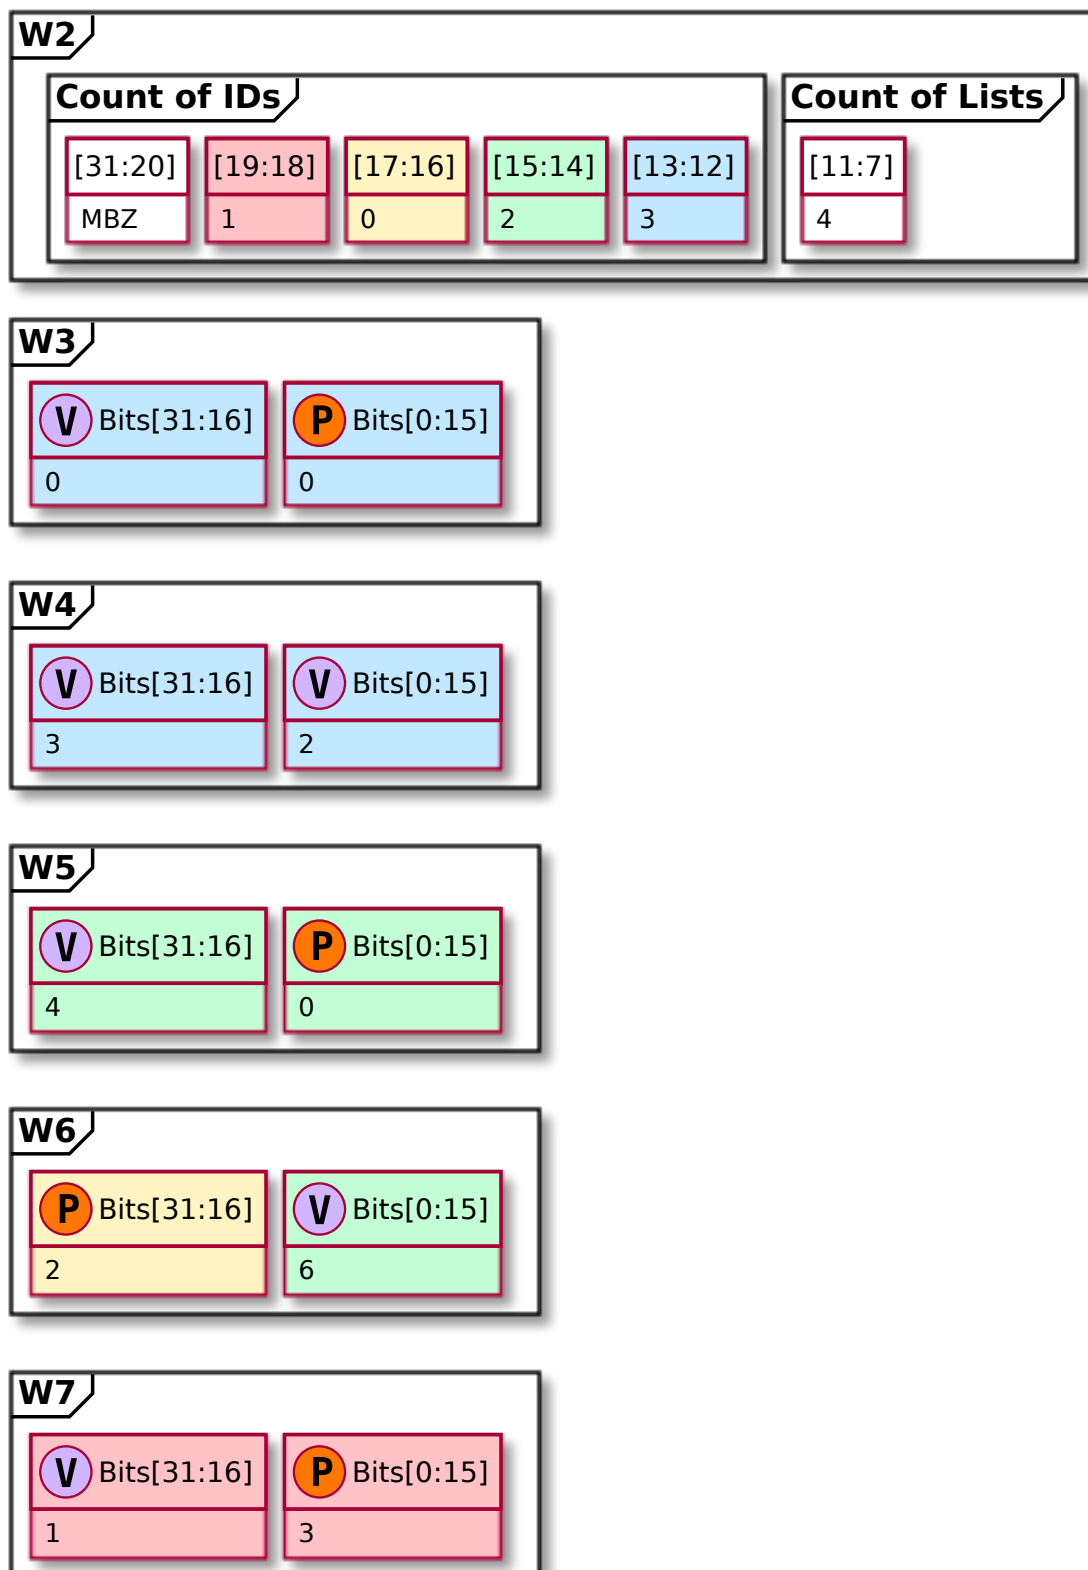 W2
Count of IDs Count of Lists
[31:20] [19:18] [17:16] [15:14] [13:12] [11:7]
MBZ 1 0 2 3 4
W3
V Bits[31:16] P Bits[0:15]
0 0
W4
V Bits[31:16] V Bits[0:15]
3 2
W5
V Bits[31:16] P Bits[0:15]
4 0
W6
P Bits[31:16] V Bits[0:15]
2 6
W7
V Bits[31:16] P Bits[0:15]
1 3